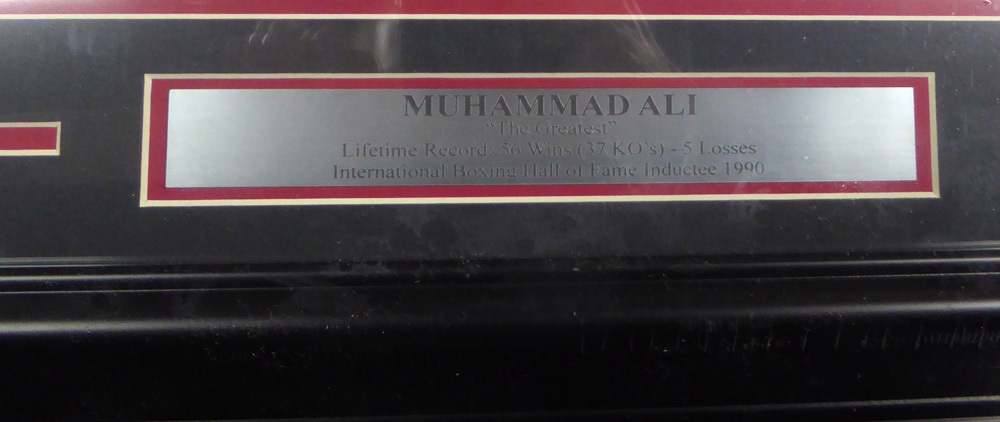 MUHAMMAD ALI
"The Greatest"
Lifetime Record: 56 Wins (37 KO's) - 5 Losses
International Boxing Hall of Fame Inductee 1990